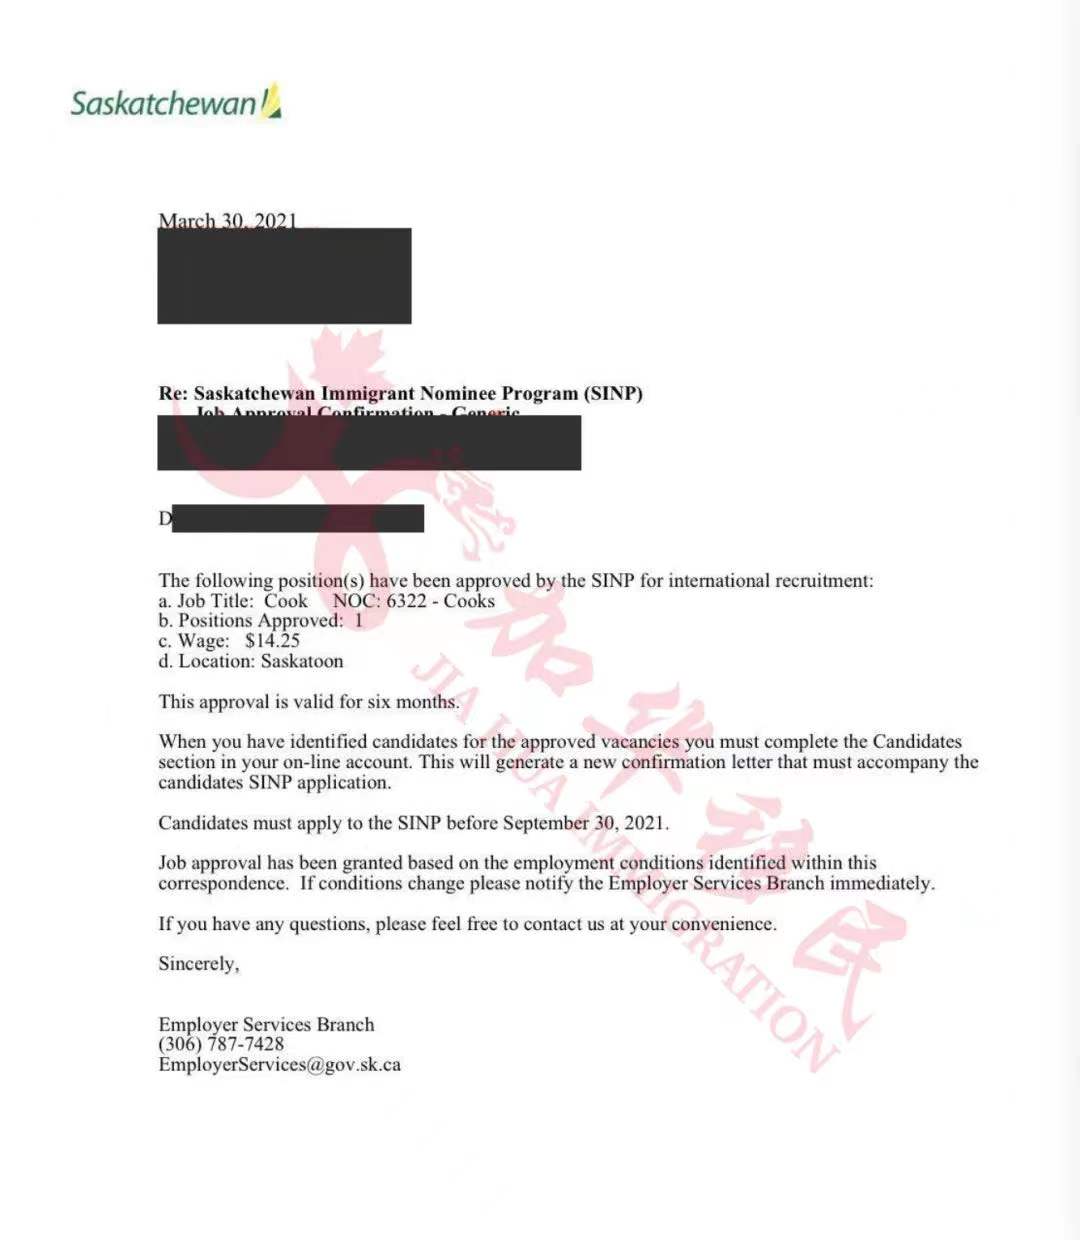 Saskatchewan
March 30, 2021
Re: Saskatchewan Immigrant Nominee Program (SINP)
Job Approval Confirmation - Generic
D
The following position(s) have been approved by the SINP for international recruitment:
a. Job Title:  Cook    NOC: 6322 - Cooks
b. Positions Approved:  1
c. Wage:   $14.25
d. Location: Saskatoon
This approval is valid for six months.
When you have identified candidates for the approved vacancies you must complete the Candidates
section in your on-line account. This will generate a new confirmation letter that must accompany the
candidates SINP application.
Candidates must apply to the SINP before September 30, 2021.
Job approval has been granted based on the employment conditions identified within this
correspondence.  If conditions change please notify the Employer Services Branch immediately.
If you have any questions, please feel free to contact us at your convenience.
Sincerely,
Employer Services Branch
(306) 787-7428
EmployerServices@gov.sk.ca
加华移民
JIA HUA IMMIGRATION